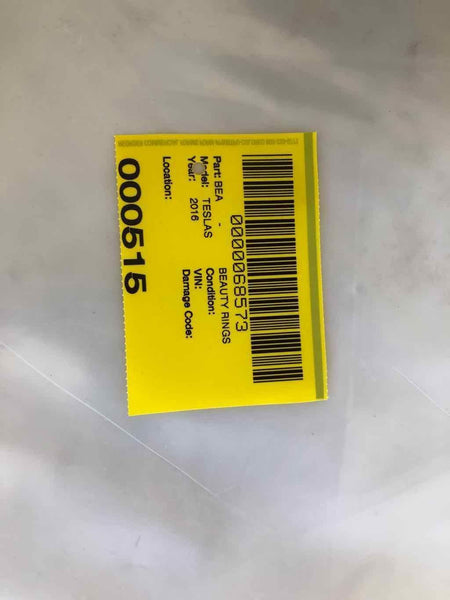 0000068573
Part: BEA - BEAUTY RINGS
Model: TESLAS Condition:
Year: 2016 VIN:
Damage Code:
Location:
000515